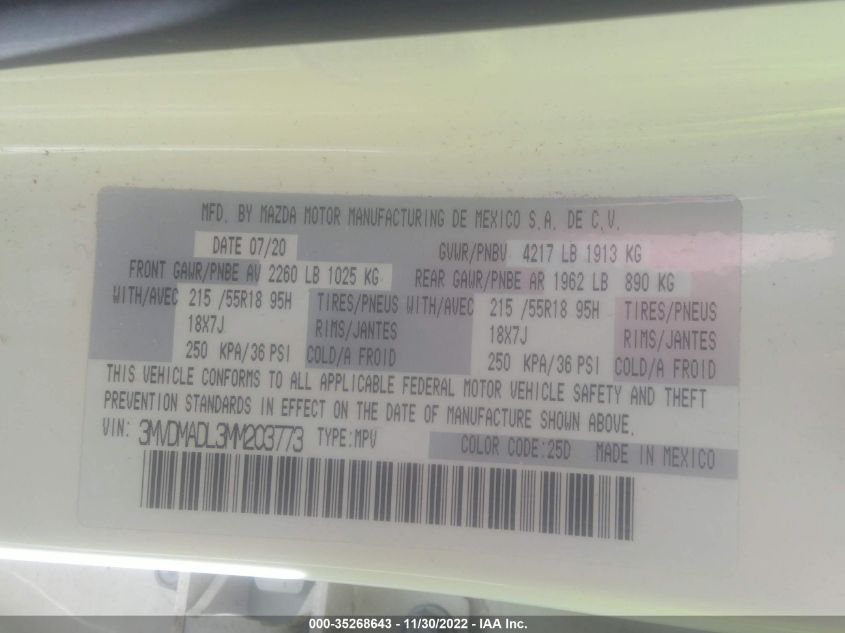 MFD. BY MAZDA MOTOR MANUFACTURING DE MEXICO S.A. DE C.V.
DATE 07/20 GVWR/PNBV 4217 LB 1913 KG
FRONT GAWR/PNBE AV 2260 LB 1025 KG REAR GAWR/PNBE AR 1962 LB 890 KG
WITH/AVEC 215 /55R18 95H TIRES/PNEUS WITH/AVEC 215 /55R18 95H TIRES/PNEUS
18X7J RIMS/JANTES 18X7J RIMS/JANTES
250 KPA/36 PSI COLD/A FROID 250 KPA/36 PSI COLD/A FROID
THIS VEHICLE CONFORMS TO ALL APPLICABLE FEDERAL MOTOR VEHICLE SAFETY AND THEFT
PREVENTION STANDARDS IN EFFECT ON THE DATE OF MANUFACTURE SHOWN ABOVE.
VIN: 3MVDMADL3MM203773 TYPE:MPV COLOR CODE:25D MADE IN MEXICO
000-35268643 - 11/30/2022 - IAA Inc.